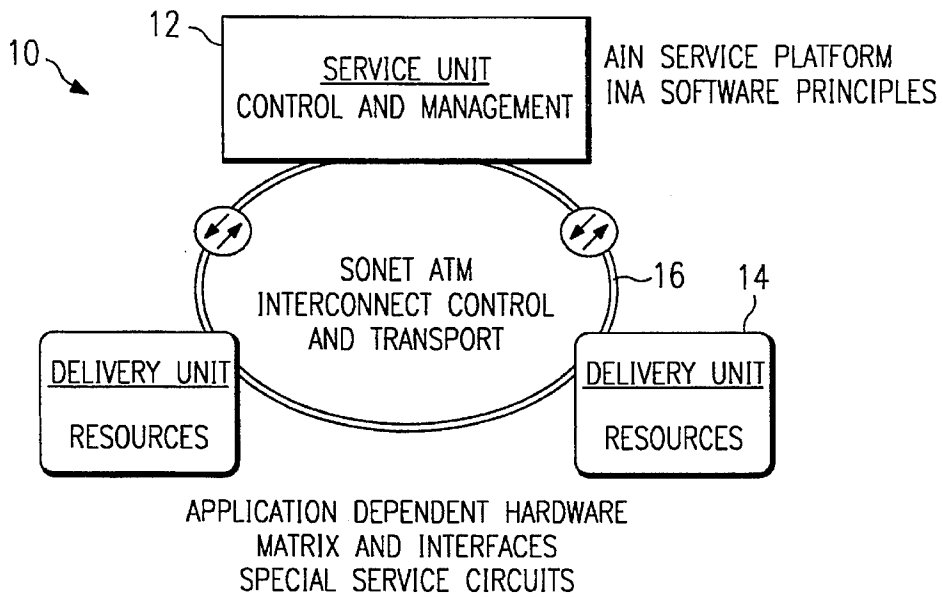 12
10
SERVICE UNIT
CONTROL AND MANAGEMENT
AIN SERVICE PLATFORM
INA SOFTWARE PRINCIPLES
SONET ATM
INTERCONNECT CONTROL
AND TRANSPORT
16
14
DELIVERY UNIT
RESOURCES
DELIVERY UNIT
RESOURCES
APPLICATION DEPENDENT HARDWARE
MATRIX AND INTERFACES
SPECIAL SERVICE CIRCUITS